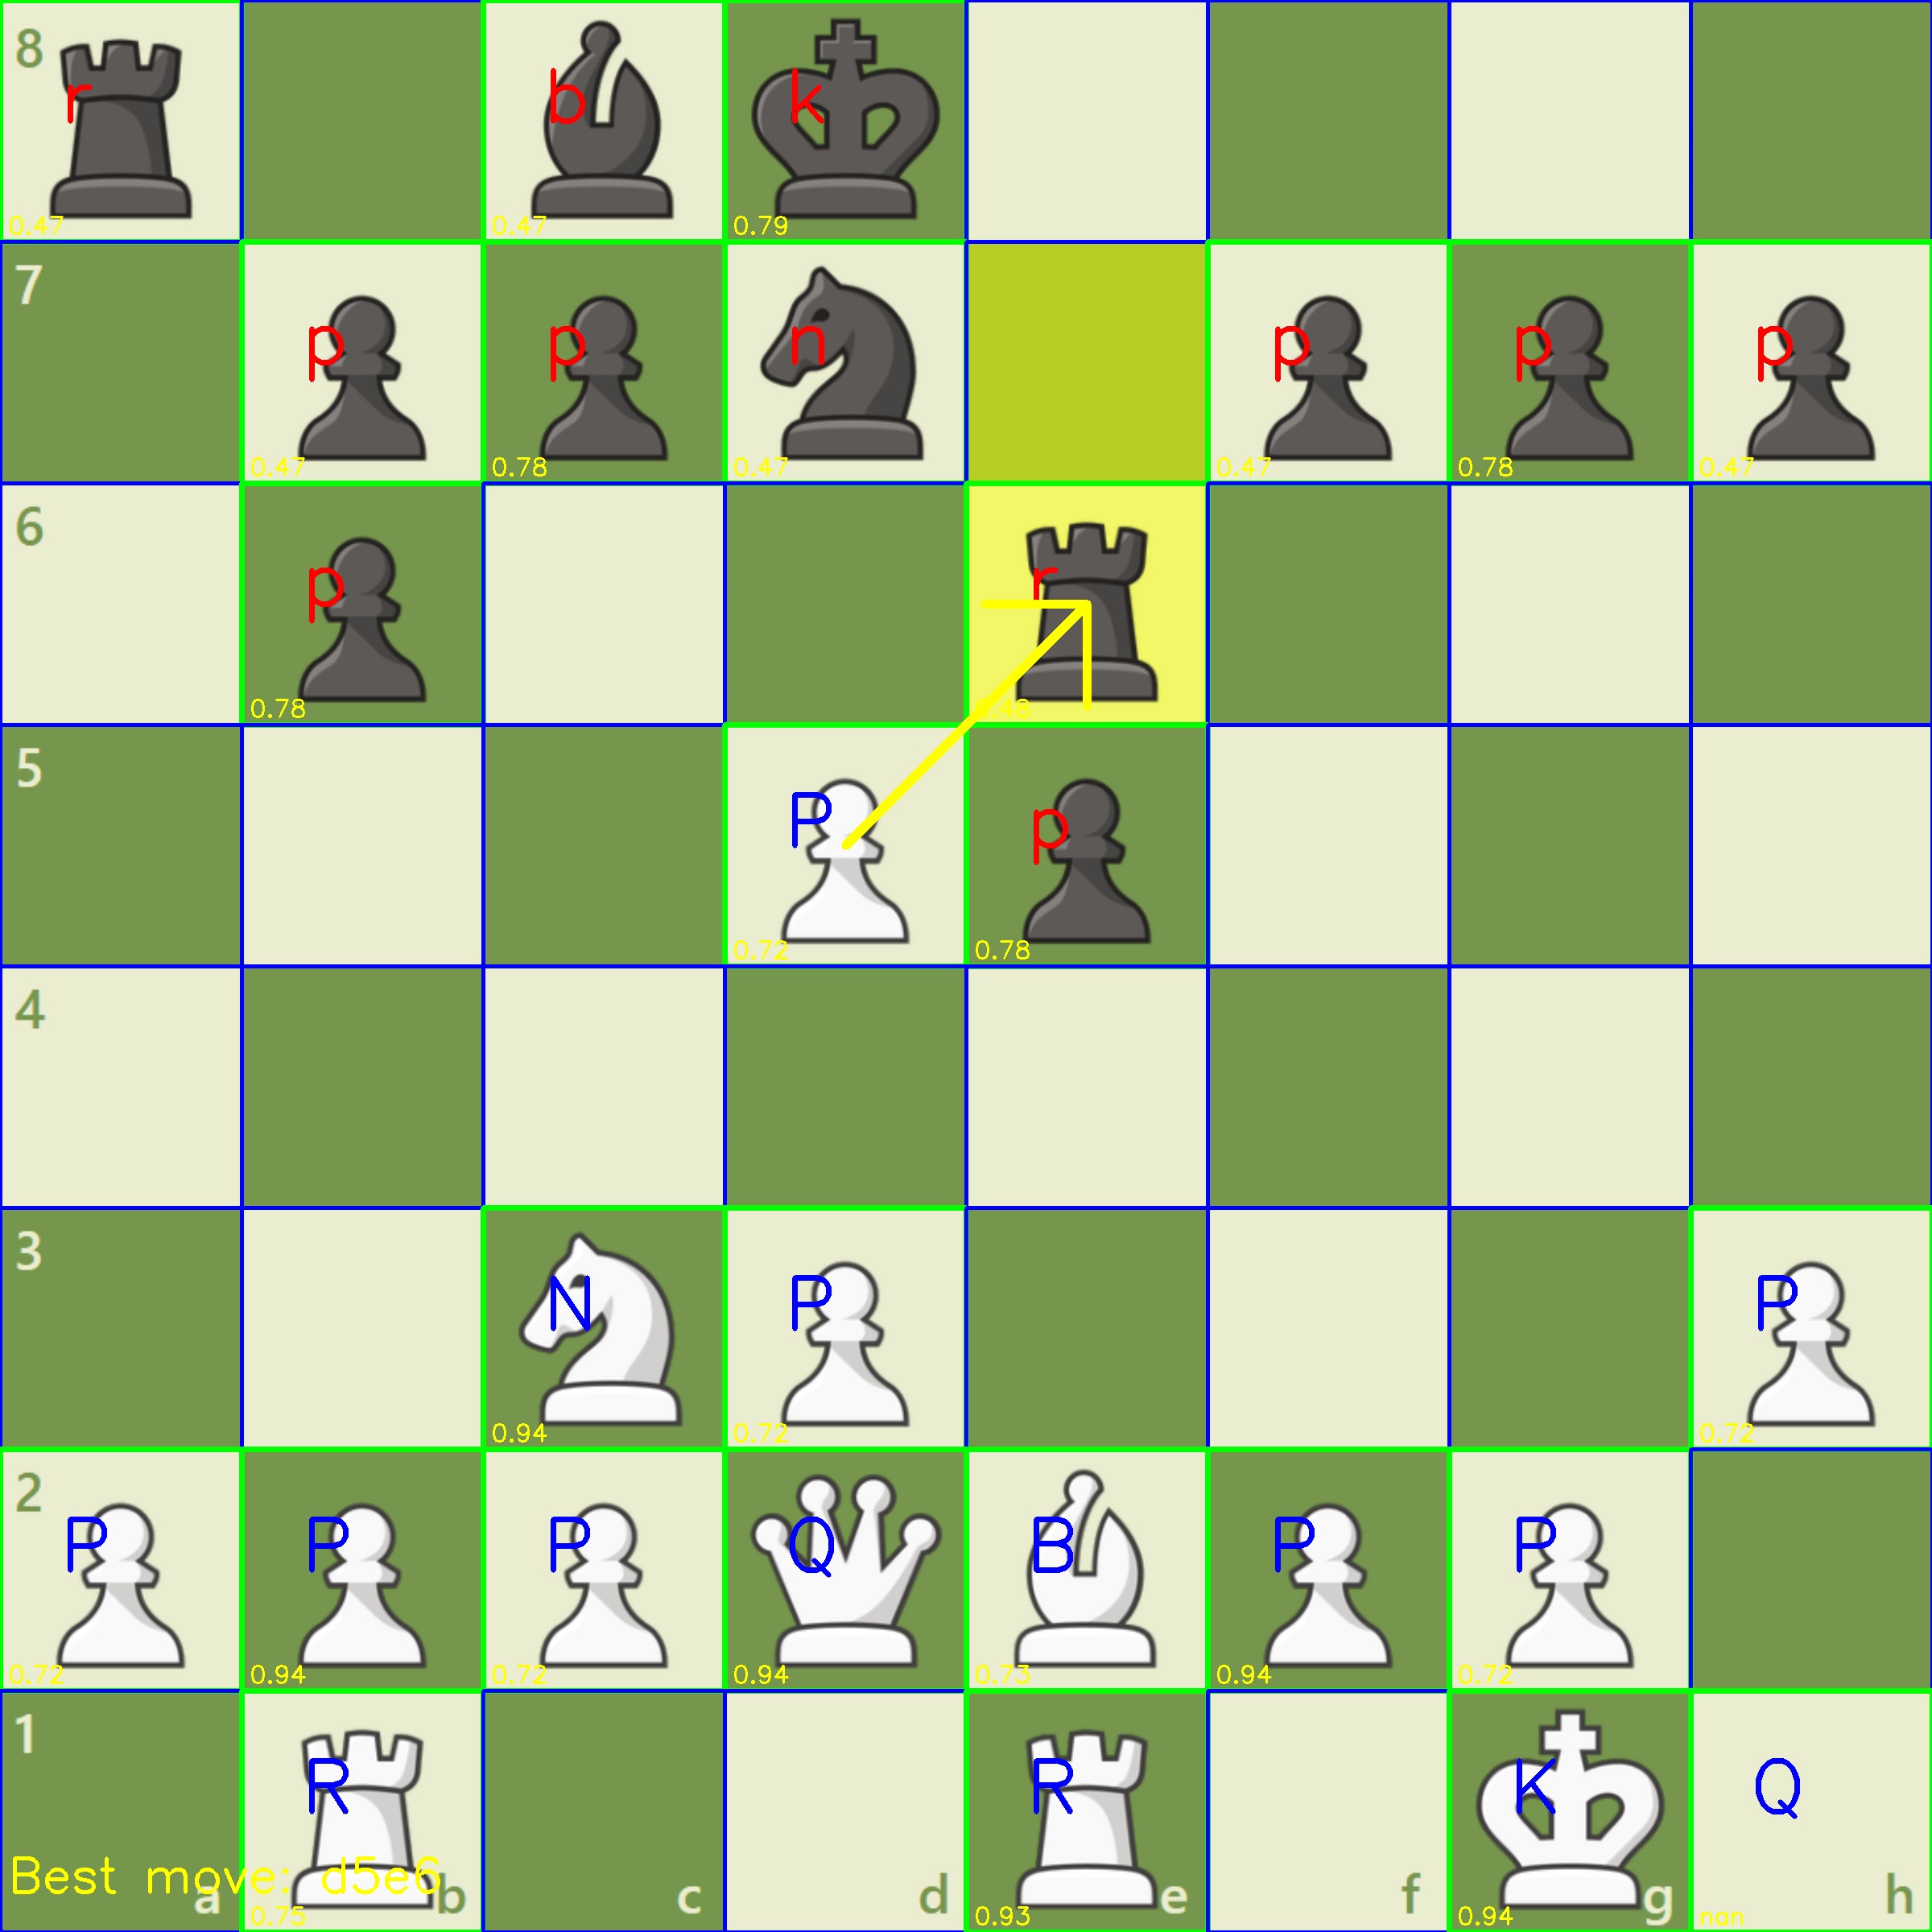 8 r b k
0.47 0.47 0.79
7 p p n p p p
0.47 0.78 0.47 0.47 0.78 0.47
6 p r
0.78
5 P p
0.72 0.78
4
3 N P P
0.94 0.72 0.72
2 P P P Q B P P
0.72 0.94 0.72 0.94 0.73 0.94 0.72
1 R R K Q
Best move: d5e6
a b c d e f g h
0.75 0.93 0.94 nan